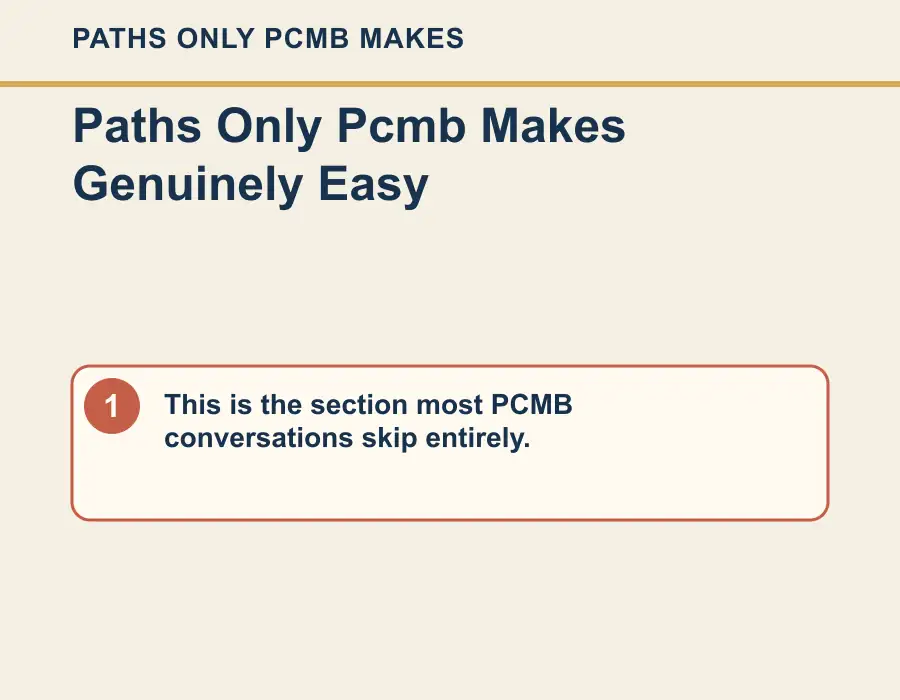 PATHS ONLY PCMB MAKES
Paths Only Pcmb Makes
Genuinely Easy
1
This is the section most PCMB
conversations skip entirely.